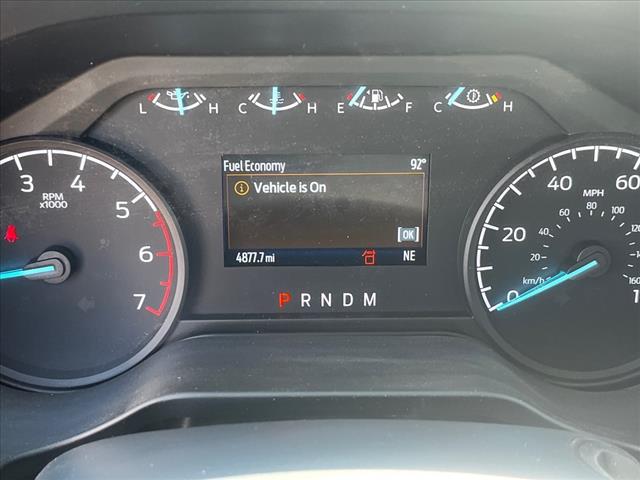 L H C H E F C H
Fuel Economy 92°
Vehicle is On
[OK]
4877.7 mi NE
P R N D M
3 4 5 6 7
RPM
x1000
0 20 40 60
MPH
km/h 20 40 60 80 100 120 160